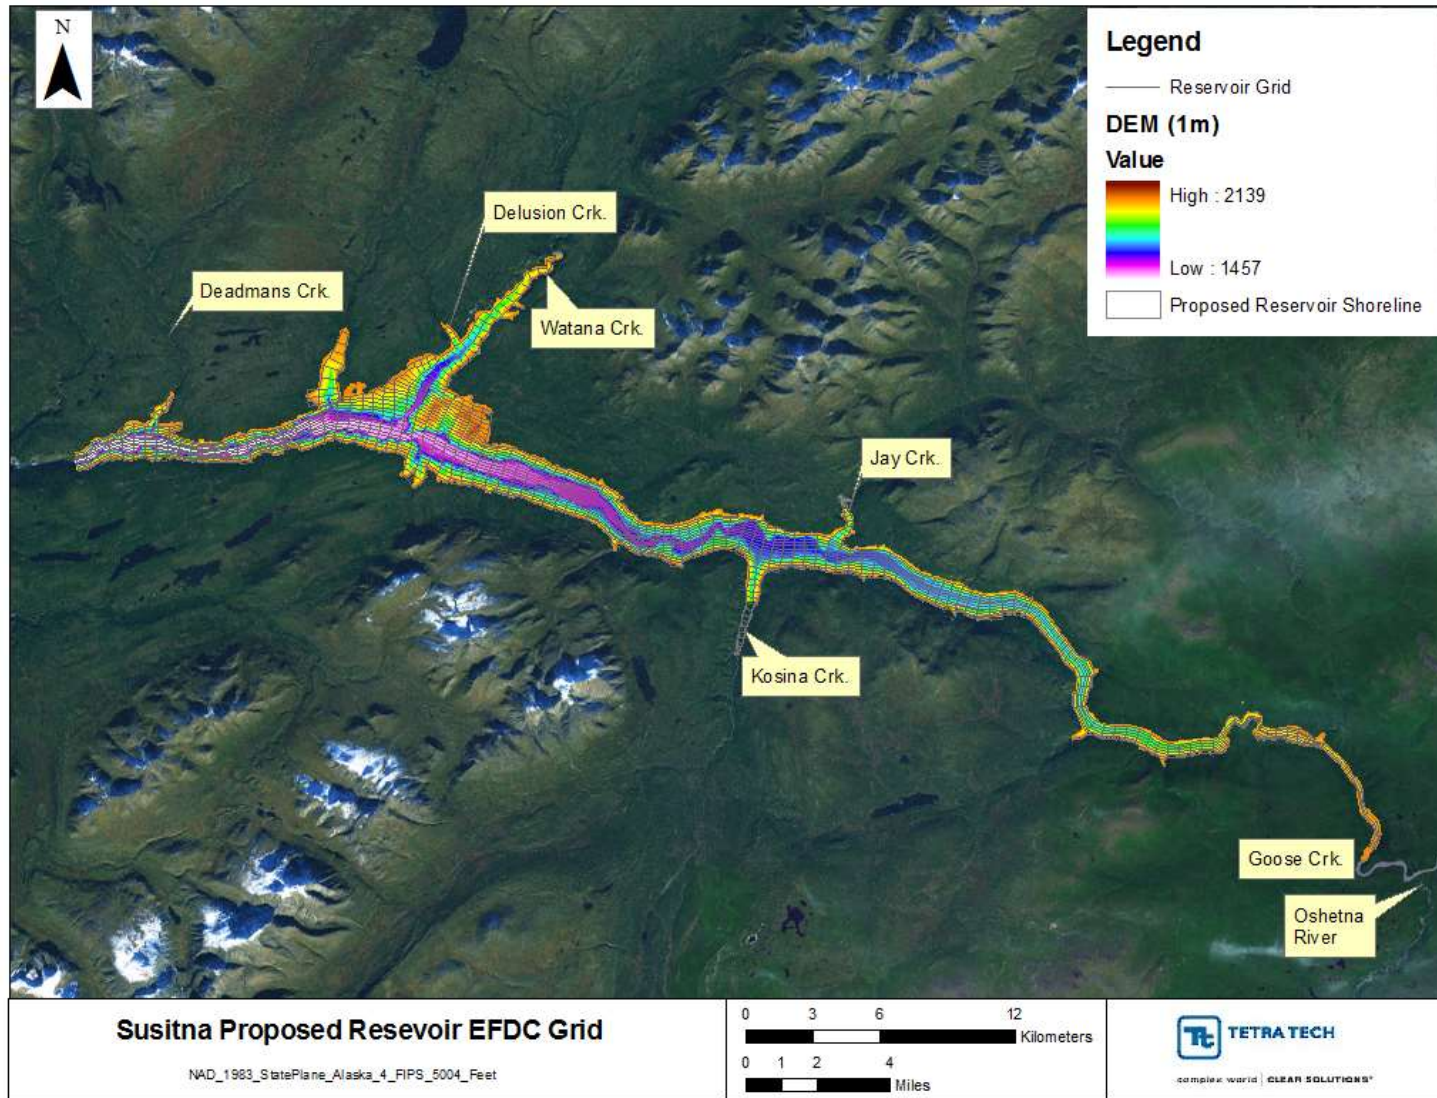 N
Legend
Reservoir Grid
DEM (1m)
Value
High : 2139
Low : 1457
Proposed Reservoir Shoreline
Delusion Crk.
Deadmans Crk.
Watana Crk.
Jay Crk.
Kosina Crk.
Goose Crk.
Oshetna
River
Susitna Proposed Resevoir EFDC Grid
NAD_1983_StatePlane_Alaska_4_FIPS_5004_Feet
0 3 6 12
Kilometers
0 1 2 4
Miles
Tt TETRA TECH
complex world | CLEAR SOLUTIONS™